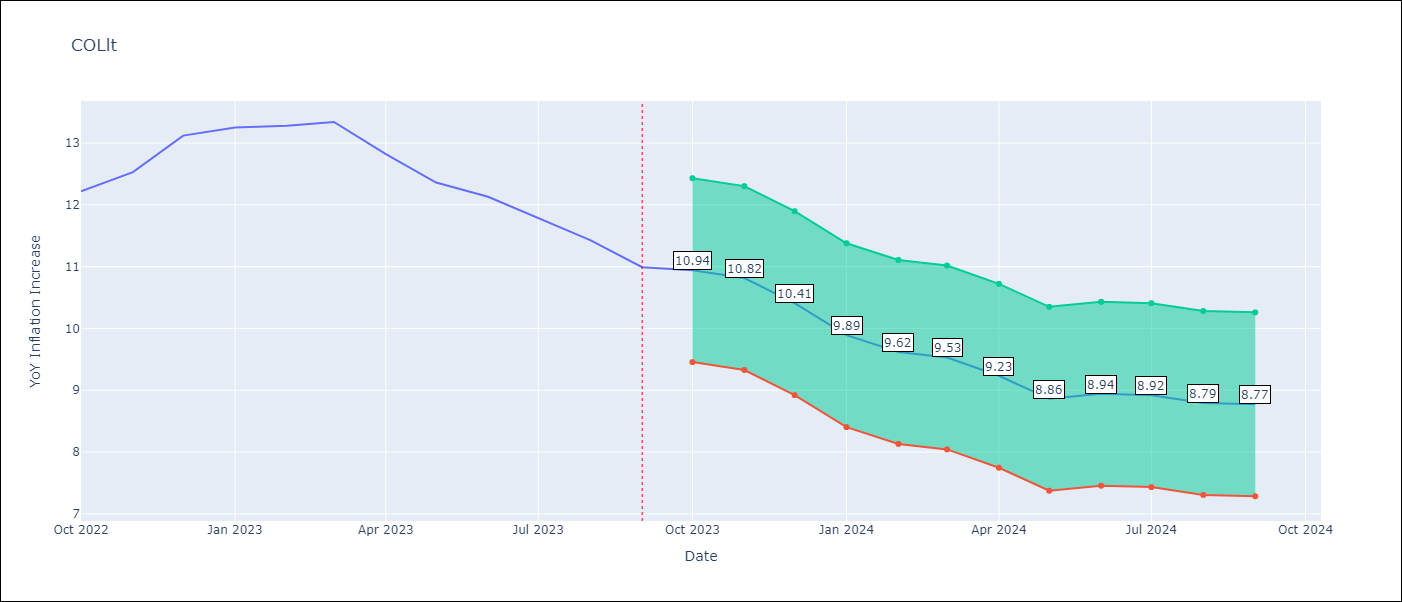 COLlt
YoY Inflation Increase
13
12
11
10
9
8
7
10.94
10.82
10.41
9.89
9.62
9.53
9.23
8.86
8.94
8.92
8.79
8.77
Oct 2022
Jan 2023
Apr 2023
Jul 2023
Oct 2023
Jan 2024
Apr 2024
Jul 2024
Oct 2024
Date